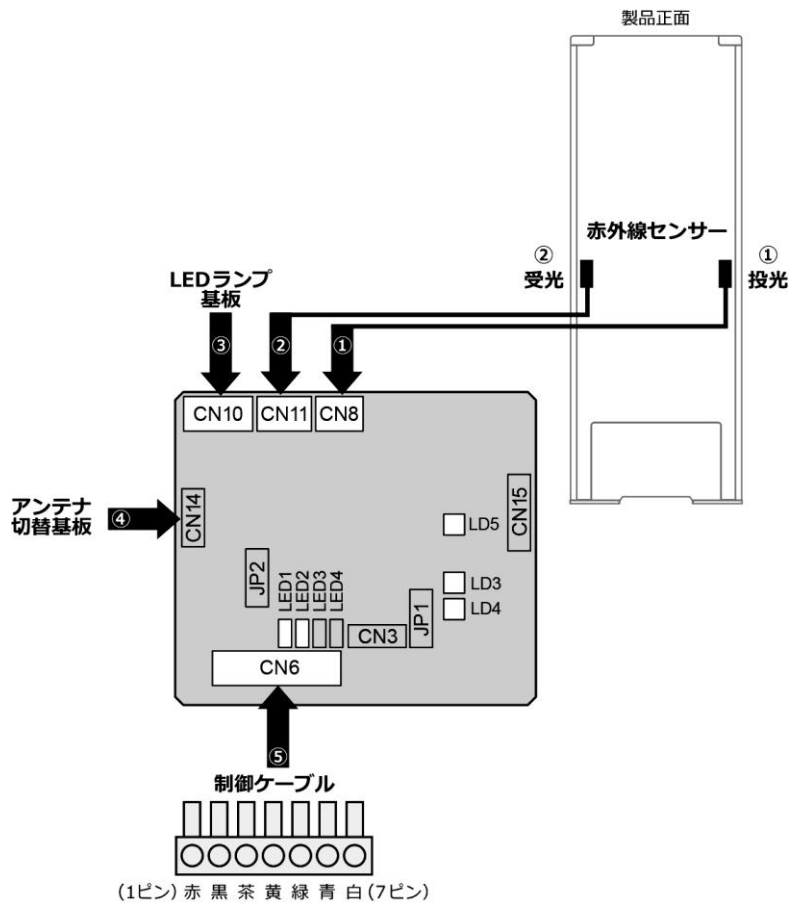 製品正面
赤外線センサー
②
受光
①
投光
LEDランプ
基板
③
②
①
CN10
CN11
CN8
アンテナ
切替基板
④
CN14
CN15
LD5
JP2
LED1
LED2
LED3
LED4
LD3
LD4
JP1
CN3
CN6
⑤
制御ケーブル
(1ピン) 赤 黒 茶 黄 緑 青 白 (7ピン)